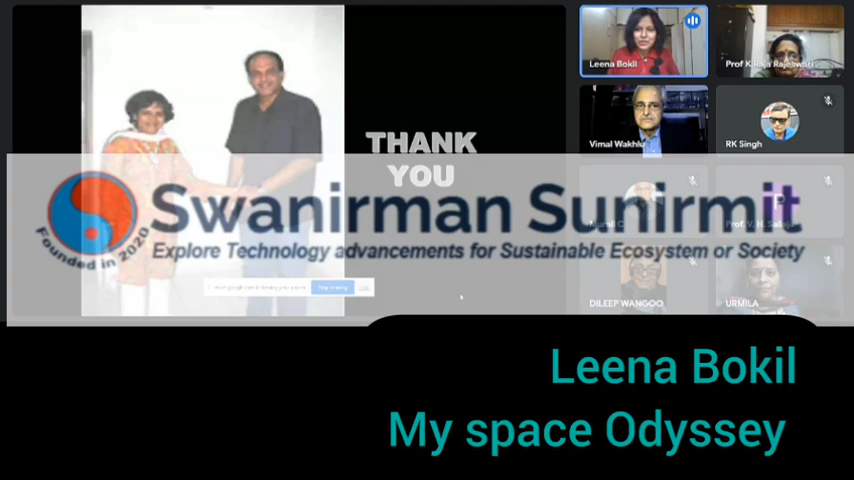 THANK
YOU
Leena Bokil
Prof K Raja Rajeswari
Vimal Wakhlu
RK Singh
Swanirman Sunirmit
Explore Technology advancements for Sustainable Ecosystem or Society
Founded in 2020
DILEEP WANGOO
URMILA
Leena Bokil
My space Odyssey